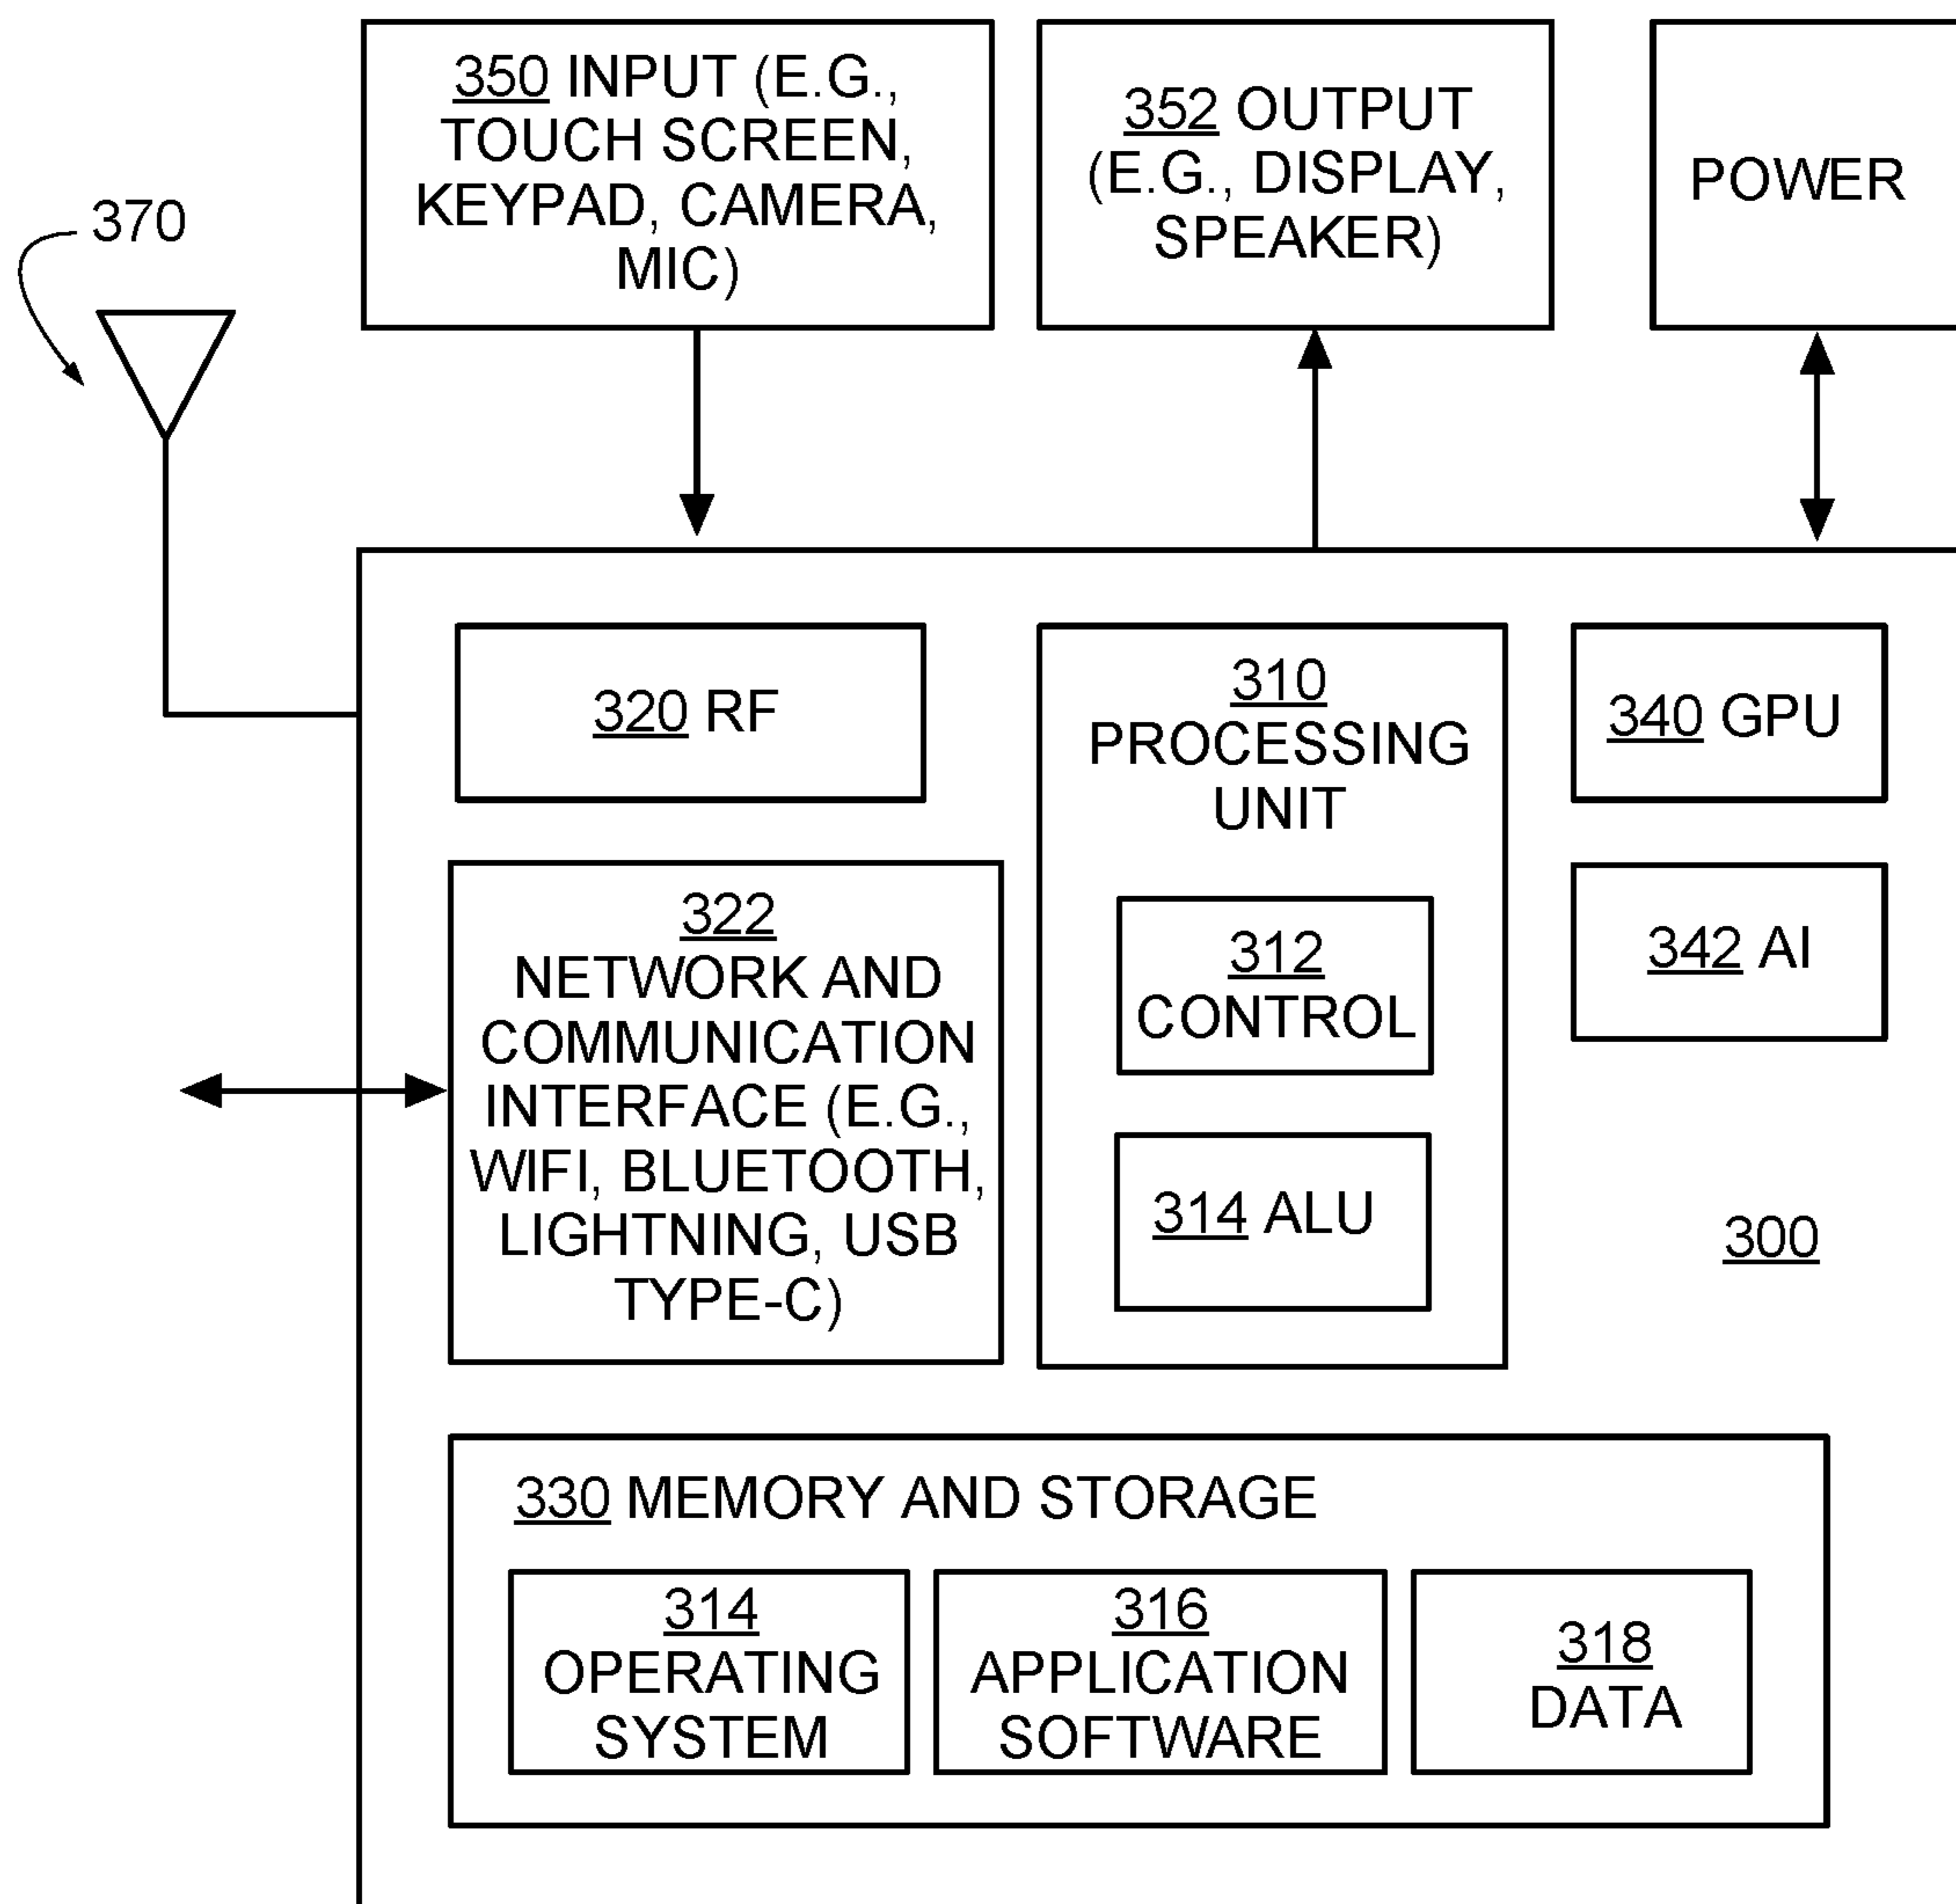 350 INPUT (E.G.,
TOUCH SCREEN,
KEYPAD, CAMERA,
MIC)
352 OUTPUT
(E.G., DISPLAY,
SPEAKER)
POWER
370
320 RF
310
PROCESSING
UNIT
340 GPU
322
NETWORK AND
COMMUNICATION
INTERFACE (E.G.,
WIFI, BLUETOOTH,
LIGHTNING, USB
TYPE-C)
312
CONTROL
342 AI
314 ALU
300
330 MEMORY AND STORAGE
314
OPERATING
SYSTEM
316
APPLICATION
SOFTWARE
318
DATA